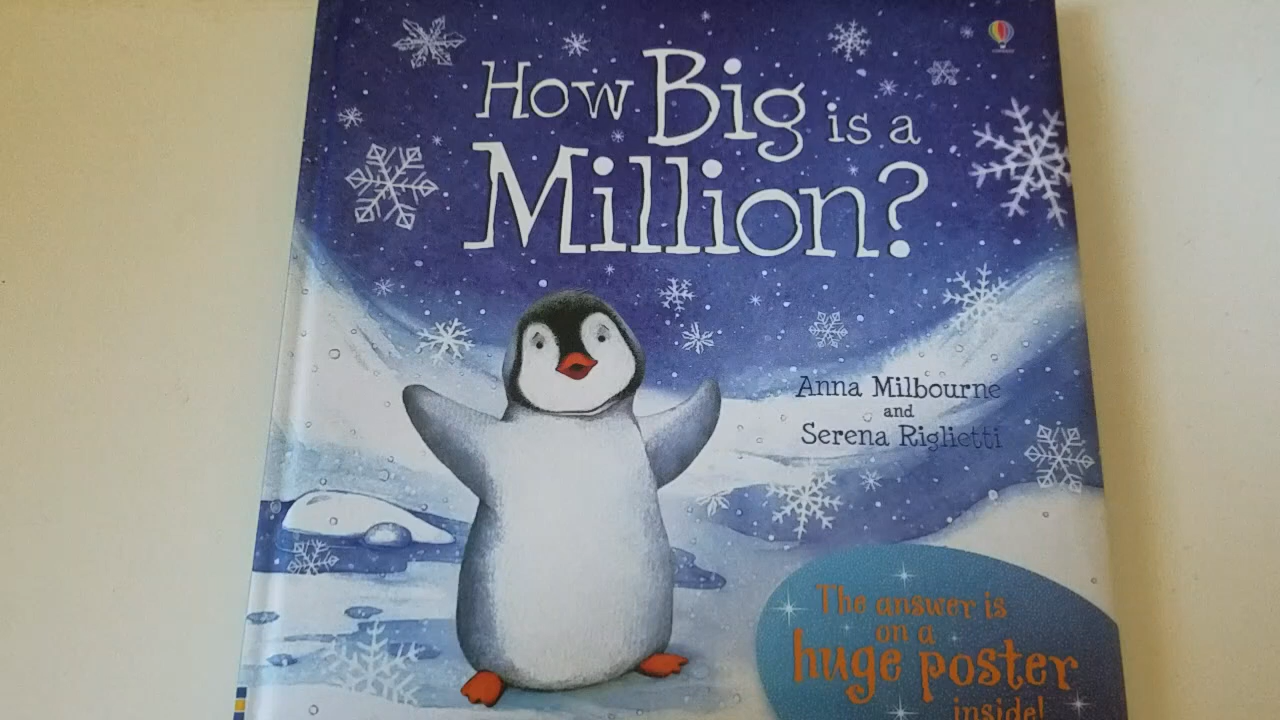 How Big is a
Million?
Anna Milbourne
and
Serena Riglietti
The answer is
on a
huge poster
inside!